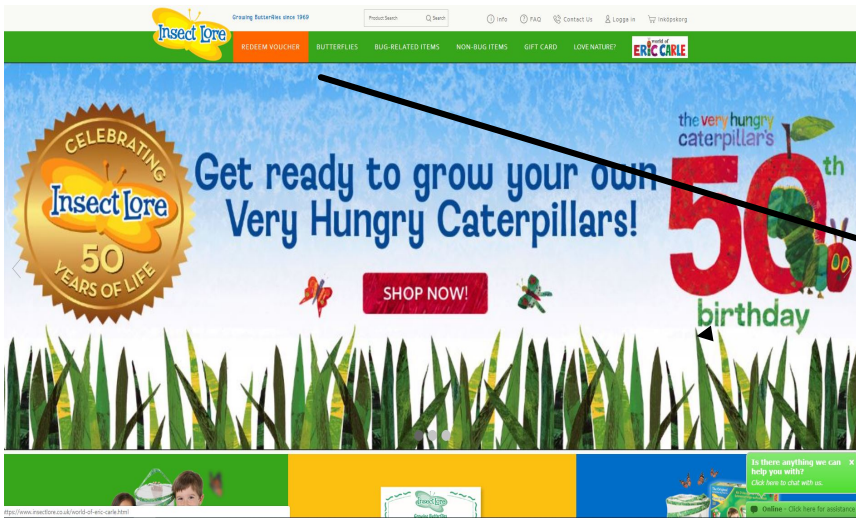 Growing Butterflies since 1969
Product Search
Search
Info
FAQ
Contact Us
Logga in
Inköpskorg
Insect Lore
REDEEM VOUCHER
BUTTERFLIES
BUG-RELATED ITEMS
NON-BUG ITEMS
GIFT CARD
LOVE NATURE?
world of
ERIC CARLE
CELEBRATING
Insect Lore
50
YEARS OF LIFE
Get ready to grow your own
Very Hungry Caterpillars!
SHOP NOW!
the very hungry
caterpillar's
50th
birthday
Insect Lore
Growing Butterflies
Is there anything we can x
help you with?
Click here to chat with us.
Online - Click here for assistance
ttps://www.insectlore.co.uk/world-of-eric-carle.html